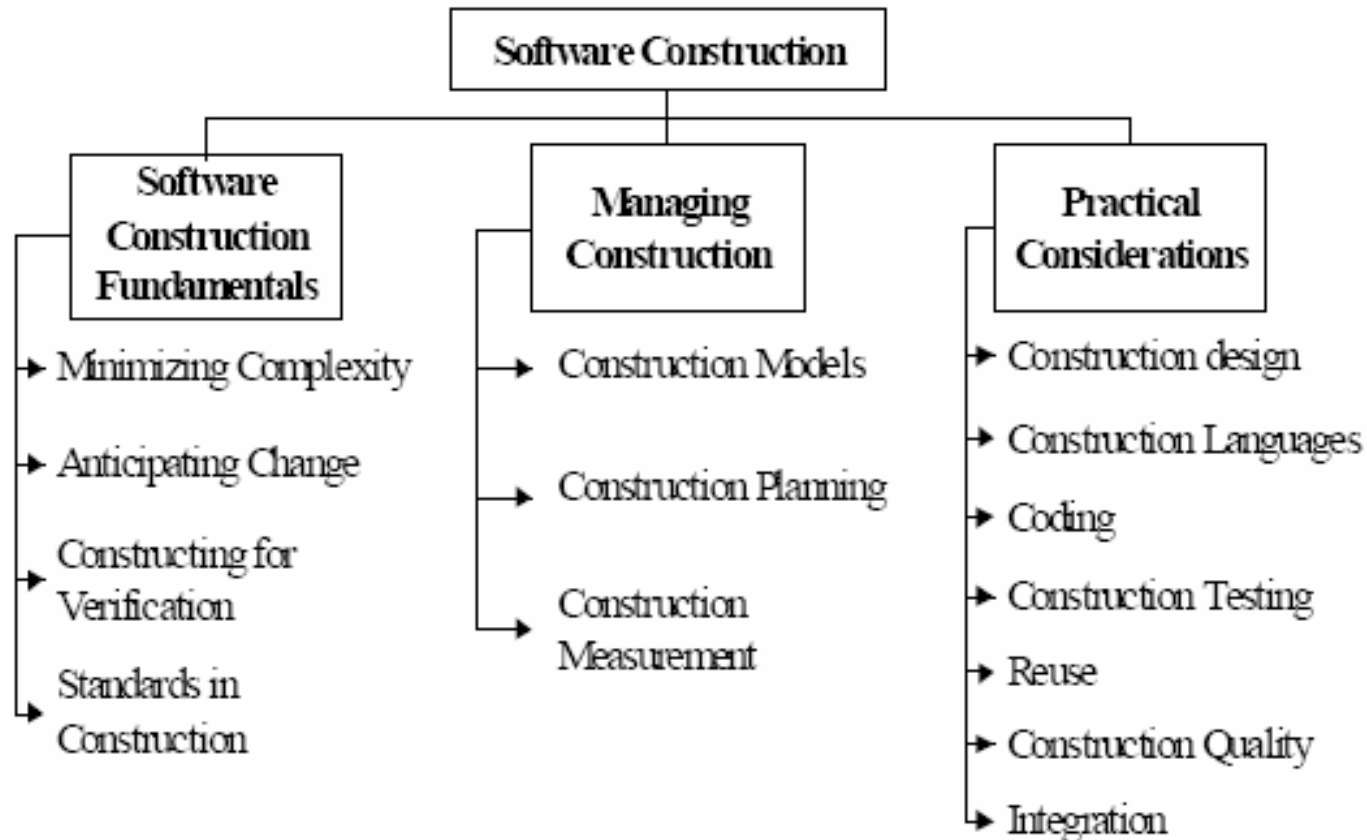 Software Construction
Software
Construction
Fundamentals
Minimizing Complexity
Anticipating Change
Constructing for
Verification
Standards in
Construction
Managing
Construction
Construction Models
Construction Planning
Construction
Measurement
Practical
Considerations
Construction design
Construction Languages
Coding
Construction Testing
Reuse
Construction Quality
Integration